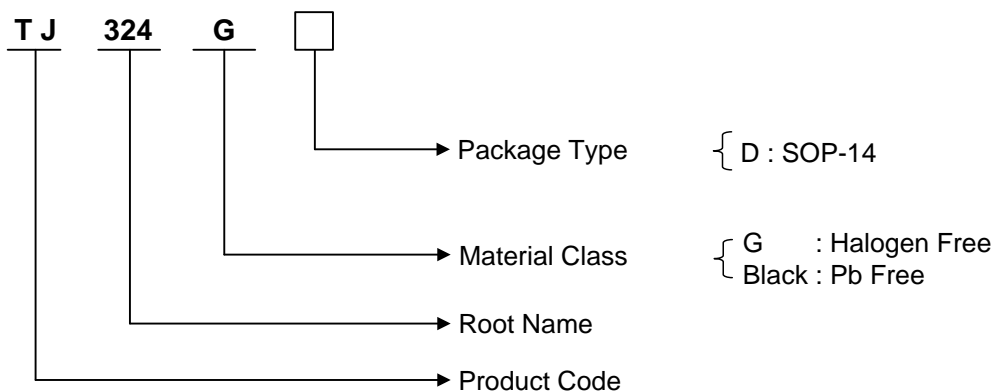 T J 324 G
Package Type D : SOP-14
Material Class G : Halogen Free
Black : Pb Free
Root Name
Product Code